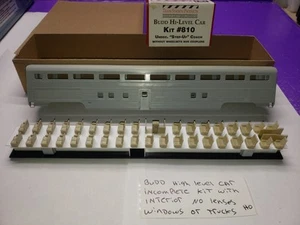 BUDD HI-LEVEL CAR
KIT #810
BUDD High level CAr
incomplete Kit with
interior NO lenses
windows or trucks HO